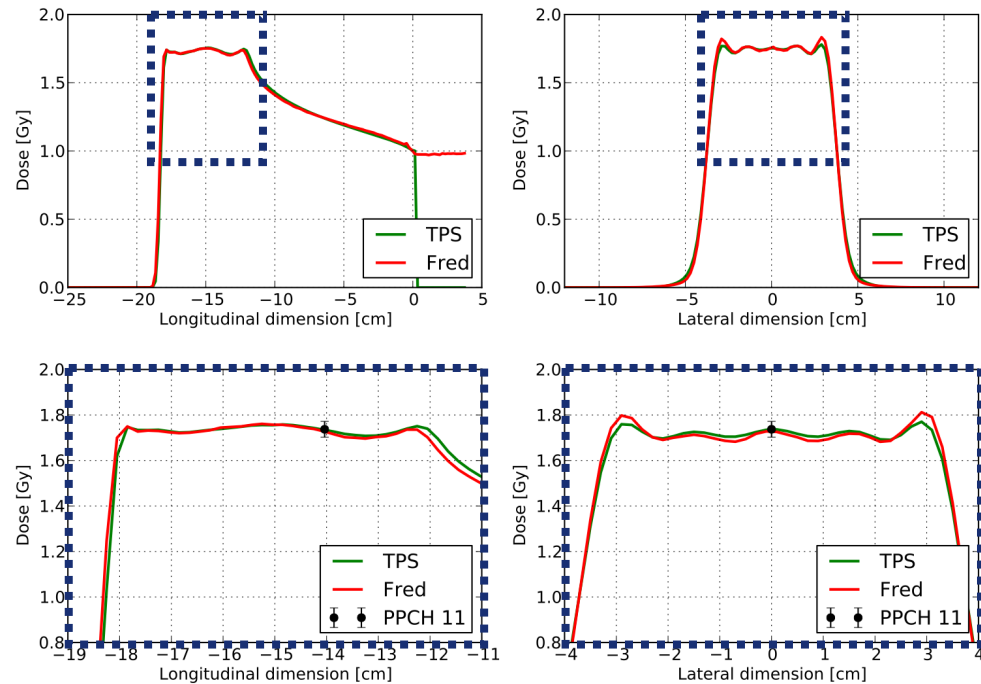 2.0
1.5
1.0
0.5
0.0
Dose [Gy]
TPS
Fred
−25 −20 −15 −10 −5 0 5
Longitudinal dimension [cm]
2.0
1.5
1.0
0.5
0.0
Dose [Gy]
TPS
Fred
−10 −5 0 5 10
Lateral dimension [cm]
2.0
1.8
1.6
1.4
1.2
1.0
0.8
Dose [Gy]
TPS
Fred
PPCH 11
−19 −18 −17 −16 −15 −14 −13 −12 −11
Longitudinal dimension [cm]
2.0
1.8
1.6
1.4
1.2
1.0
0.8
Dose [Gy]
TPS
Fred
PPCH 11
−4 −3 −2 −1 0 1 2 3 4
Lateral dimension [cm]